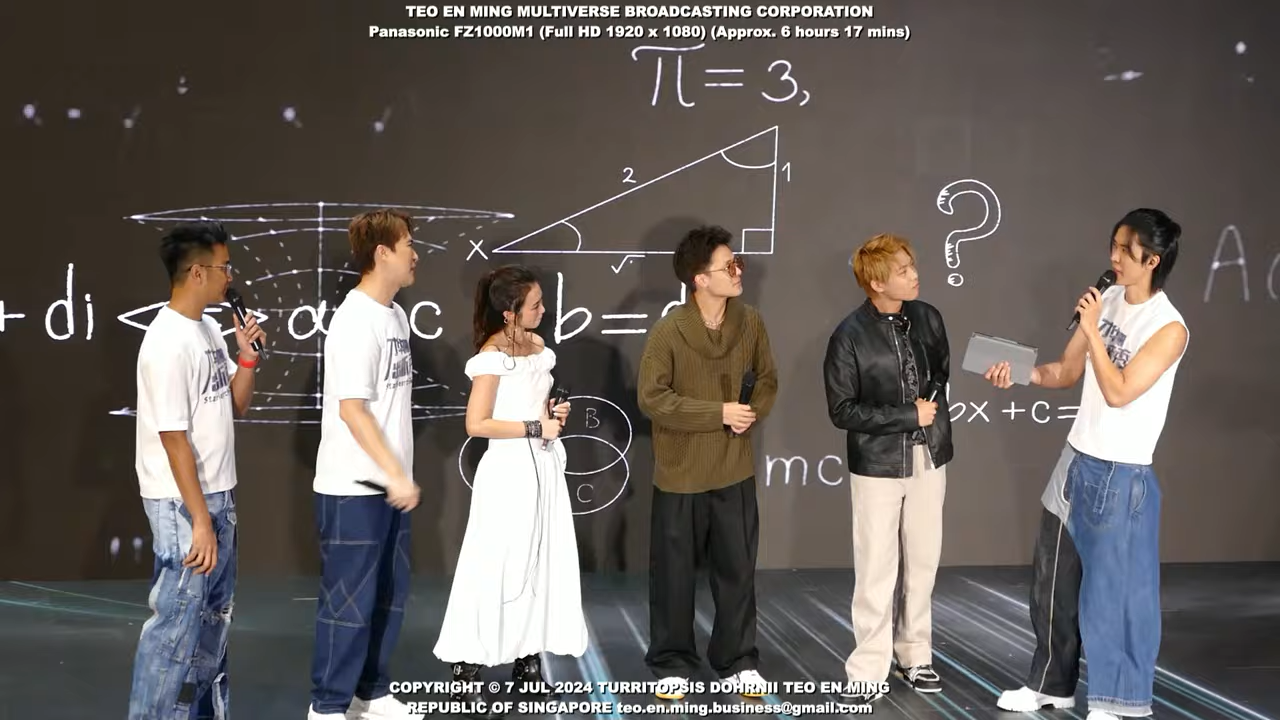 TEO EN MING MULTIVERSE BROADCASTING CORPORATION
Panasonic FZ1000M1 (Full HD 1920 x 1080) (Approx. 6 hours 17 mins)
π = 3,
2
1
x
√
+ di <=> a c b = d
B
C
bx + c =
mc
?
COPYRIGHT © 7 JUL 2024 TURRITOPSIS DOHRNII TEO EN MING
REPUBLIC OF SINGAPORE teo.en.ming.business@gmail.com